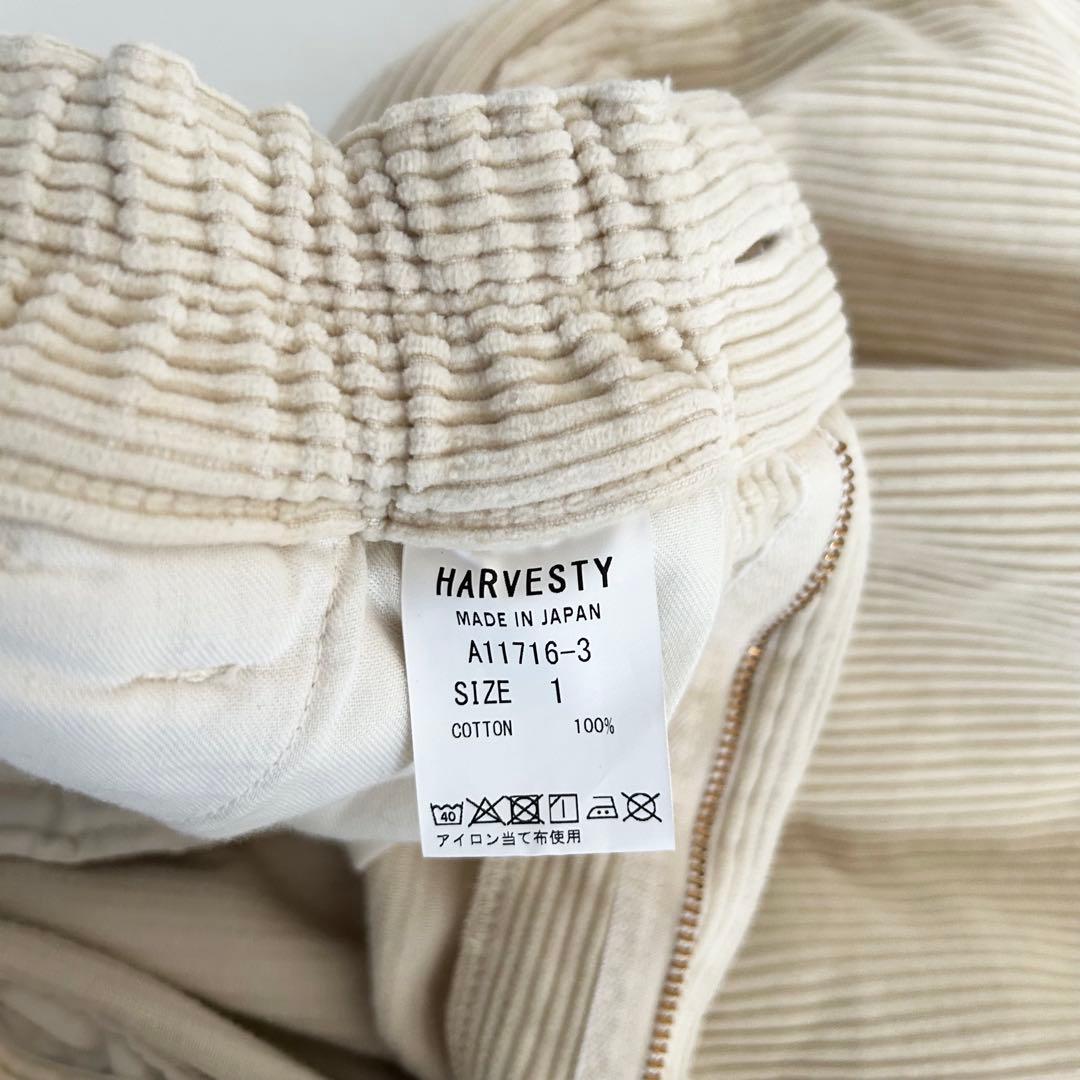 HARVESTY
MADE IN JAPAN
A11716-3
SIZE 1
COTTON 100%
40
アイロン当て布使用